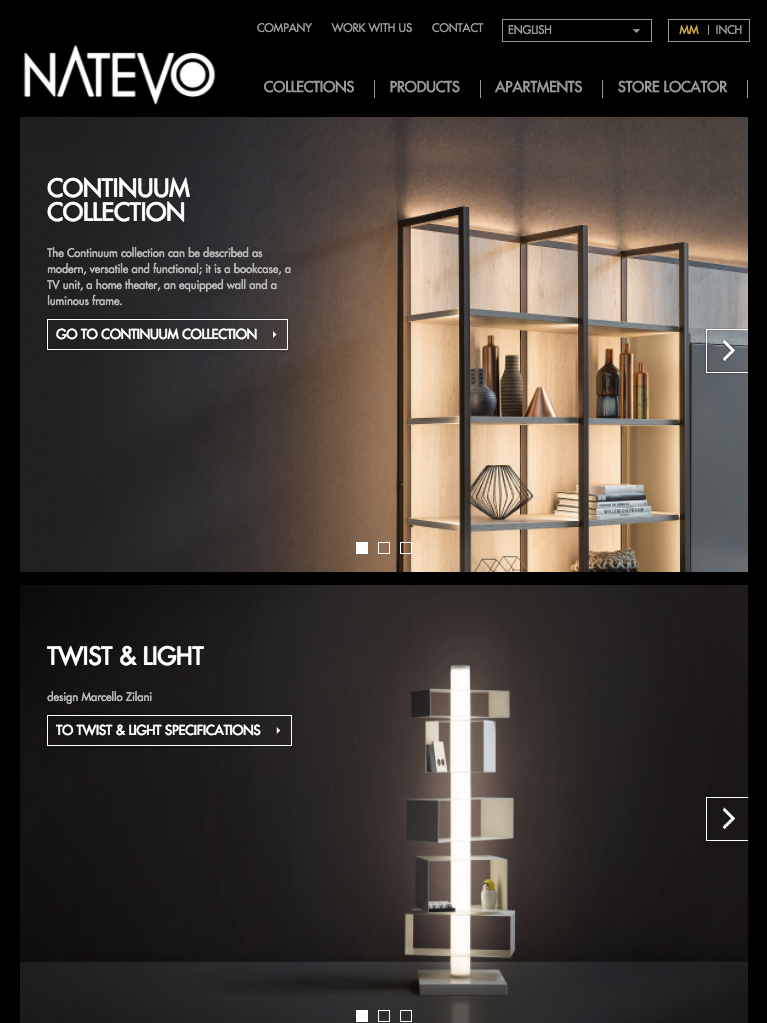 COMPANY WORK WITH US CONTACT ENGLISH MM | INCH
NATEVO
COLLECTIONS PRODUCTS APARTMENTS STORE LOCATOR
CONTINUUM
COLLECTION
The Continuum collection can be described as
modern, versatile and functional; it is a bookcase, a
TV unit, a home theater, an equipped wall and a
luminous frame.
GO TO CONTINUUM COLLECTION
TWIST & LIGHT
design Marcello Zilani
TO TWIST & LIGHT SPECIFICATIONS